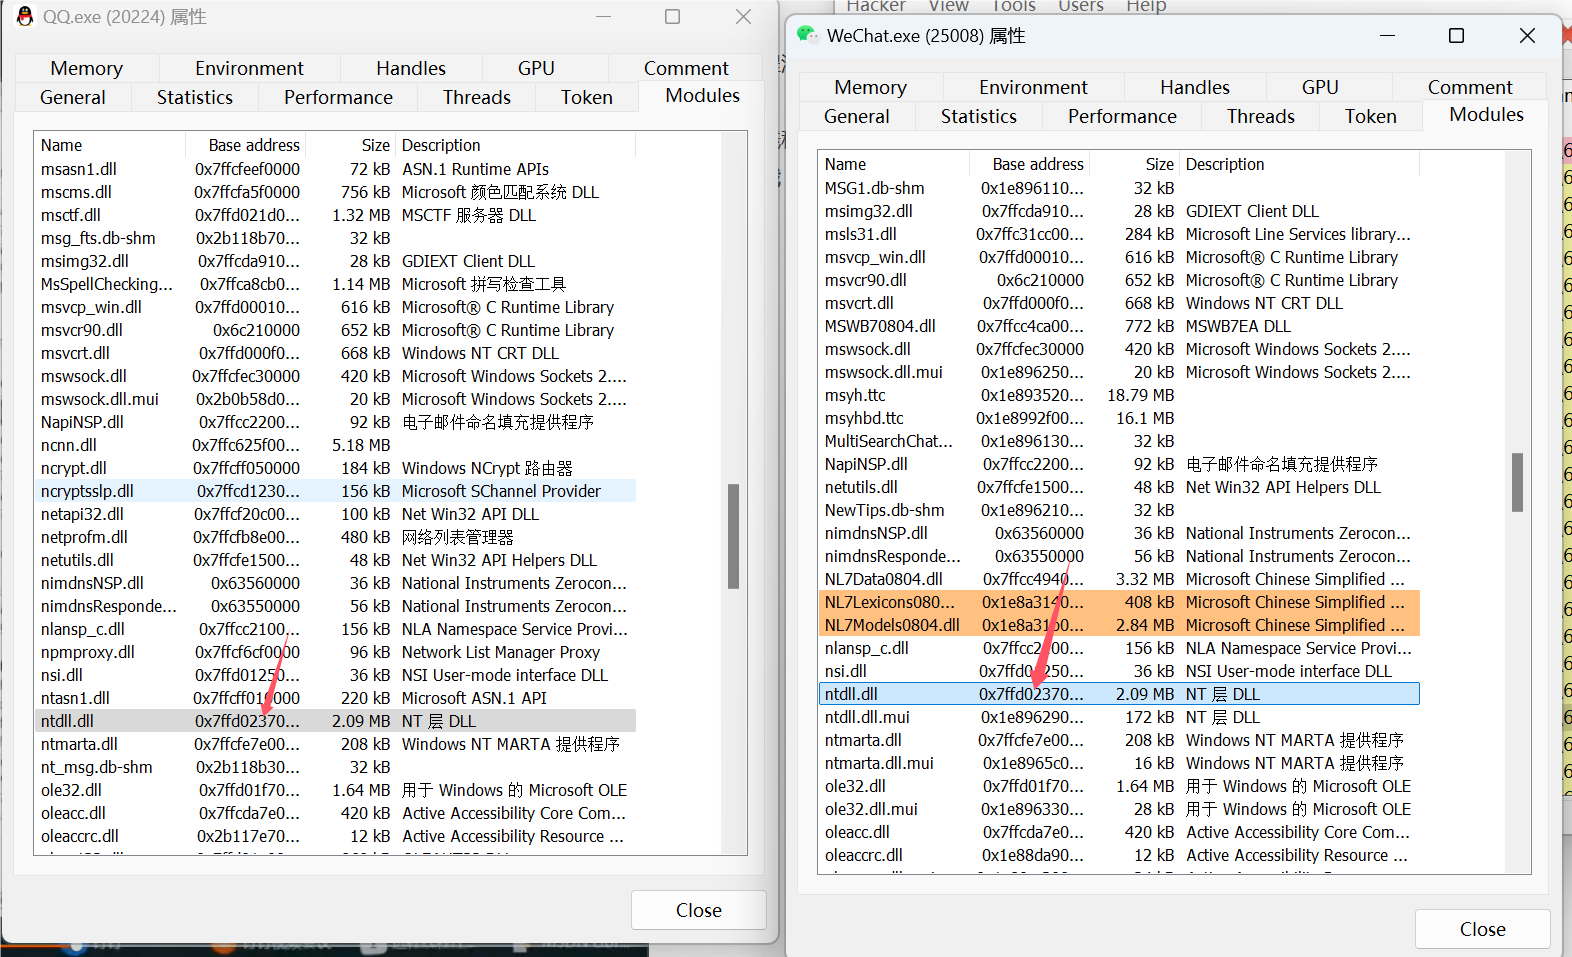 Hacker View Tools Users Help
QQ.exe (20224) 属性
Memory Environment Handles GPU Comment
General Statistics Performance Threads Token Modules
Name Base address Size Description
msasn1.dll 0x7ffcfeef0000 72 kB ASN.1 Runtime APIs
mscms.dll 0x7ffcfa5f0000 756 kB Microsoft 颜色匹配系统 DLL
msctf.dll 0x7ffd021d0... 1.32 MB MSCTF 服务器 DLL
msg_fts.db-shm 0x2b118b70... 32 kB
msimg32.dll 0x7ffcda910... 28 kB GDIEXT Client DLL
MsSpellChecking... 0x7ffca8cb0... 1.14 MB Microsoft 拼写检查工具
msvcp_win.dll 0x7ffd00010... 616 kB Microsoft® C Runtime Library
msvcr90.dll 0x6c210000 652 kB Microsoft® C Runtime Library
msvcrt.dll 0x7ffd000f0... 668 kB Windows NT CRT DLL
mswsock.dll 0x7ffcfec30000 420 kB Microsoft Windows Sockets 2....
mswsock.dll.mui 0x2b0b58d0... 20 kB Microsoft Windows Sockets 2....
NapiNSP.dll 0x7ffcc2200... 92 kB 电子邮件命名填充提供程序
ncnn.dll 0x7ffc625f00... 5.18 MB
ncrypt.dll 0x7ffcff050000 184 kB Windows NCrypt 路由器
ncryptsslp.dll 0x7ffcd1230... 156 kB Microsoft SChannel Provider
netapi32.dll 0x7ffcf20c00... 100 kB Net Win32 API DLL
netprofm.dll 0x7ffcfb8e00... 480 kB 网络列表管理器
netutils.dll 0x7ffcfe1500... 48 kB Net Win32 API Helpers DLL
nimdnsNSP.dll 0x63560000 36 kB National Instruments Zerocon...
nimdnsResponde... 0x63550000 56 kB National Instruments Zerocon...
nlansp_c.dll 0x7ffcc2100... 156 kB NLA Namespace Service Provi...
npmproxy.dll 0x7ffcf6cf0000 96 kB Network List Manager Proxy
nsi.dll 0x7ffd01250... 36 kB NSI User-mode interface DLL
ntasn1.dll 0x7ffcff010000 220 kB Microsoft ASN.1 API
ntdll.dll 0x7ffd02370... 2.09 MB NT 层 DLL
ntmarta.dll 0x7ffcfe7e00... 208 kB Windows NT MARTA 提供程序
nt_msg.db-shm 0x2b118b30... 32 kB
ole32.dll 0x7ffd01f70... 1.64 MB 用于 Windows 的 Microsoft OLE
oleacc.dll 0x7ffcda7e0... 420 kB Active Accessibility Core Com...
oleaccrc.dll 0x2b117e70... 12 kB Active Accessibility Resource ...
Close
WeChat.exe (25008) 属性
Memory Environment Handles GPU Comment
General Statistics Performance Threads Token Modules
Name Base address Size Description
MSG1.db-shm 0x1e896110... 32 kB
msimg32.dll 0x7ffcda910... 28 kB GDIEXT Client DLL
msls31.dll 0x7ffc31cc00... 284 kB Microsoft Line Services library...
msvcp_win.dll 0x7ffd00010... 616 kB Microsoft® C Runtime Library
msvcr90.dll 0x6c210000 652 kB Microsoft® C Runtime Library
msvcrt.dll 0x7ffd000f0... 668 kB Windows NT CRT DLL
MSWB70804.dll 0x7ffcc4ca00... 772 kB MSWB7EA DLL
mswsock.dll 0x7ffcfec30000 420 kB Microsoft Windows Sockets 2....
mswsock.dll.mui 0x1e896250... 20 kB Microsoft Windows Sockets 2....
msyh.ttc 0x1e893520... 18.79 MB
msyhbd.ttc 0x1e8992f00... 16.1 MB
MultiSearchChat... 0x1e896130... 32 kB
NapiNSP.dll 0x7ffcc2200... 92 kB 电子邮件命名填充提供程序
netutils.dll 0x7ffcfe1500... 48 kB Net Win32 API Helpers DLL
NewTips.db-shm 0x1e896210... 32 kB
nimdnsNSP.dll 0x63560000 36 kB National Instruments Zerocon...
nimdnsResponde... 0x63550000 56 kB National Instruments Zerocon...
NL7Data0804.dll 0x7ffcc4940... 3.32 MB Microsoft Chinese Simplified ...
NL7Lexicons080... 0x1e8a3140... 408 kB Microsoft Chinese Simplified ...
NL7Models0804.dll 0x1e8a31b0... 2.84 MB Microsoft Chinese Simplified ...
nlansp_c.dll 0x7ffcc2100... 156 kB NLA Namespace Service Provi...
nsi.dll 0x7ffd01250... 36 kB NSI User-mode interface DLL
ntdll.dll 0x7ffd02370... 2.09 MB NT 层 DLL
ntdll.dll.mui 0x1e896290... 172 kB NT 层 DLL
ntmarta.dll 0x7ffcfe7e00... 208 kB Windows NT MARTA 提供程序
ntmarta.dll.mui 0x1e8965c0... 16 kB Windows NT MARTA 提供程序
ole32.dll 0x7ffd01f70... 1.64 MB 用于 Windows 的 Microsoft OLE
ole32.dll.mui 0x1e896330... 28 kB 用于 Windows 的 Microsoft OLE
oleacc.dll 0x7ffcda7e0... 420 kB Active Accessibility Core Com...
oleaccrc.dll 0x1e88da90... 12 kB Active Accessibility Resource ...
Close